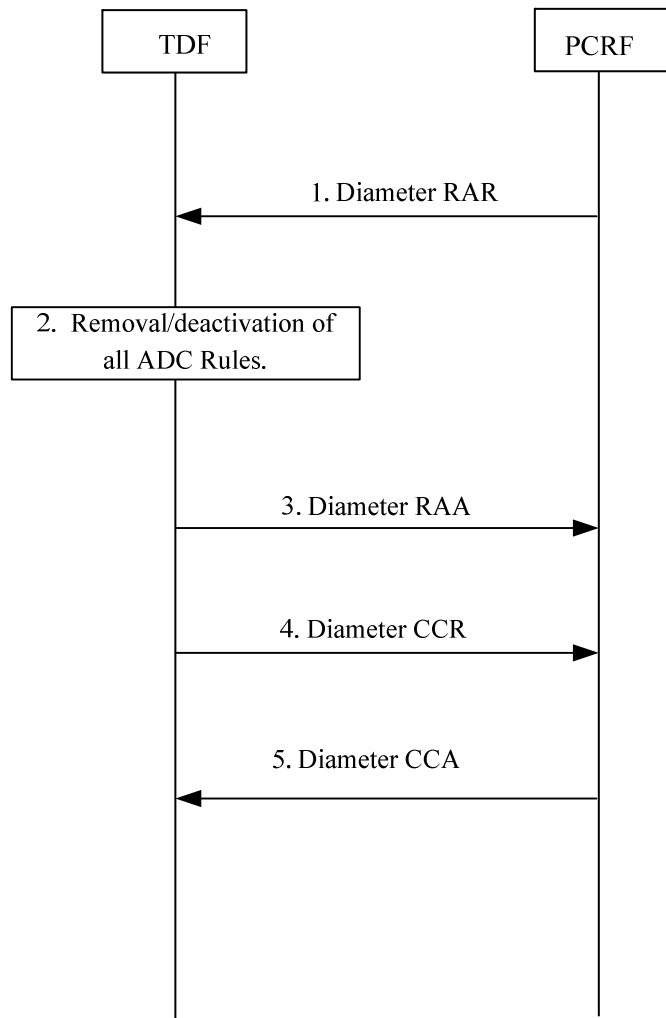 TDF
PCRF
1. Diameter RAR
2. Removal/deactivation of
all ADC Rules.
3. Diameter RAA
4. Diameter CCR
5. Diameter CCA